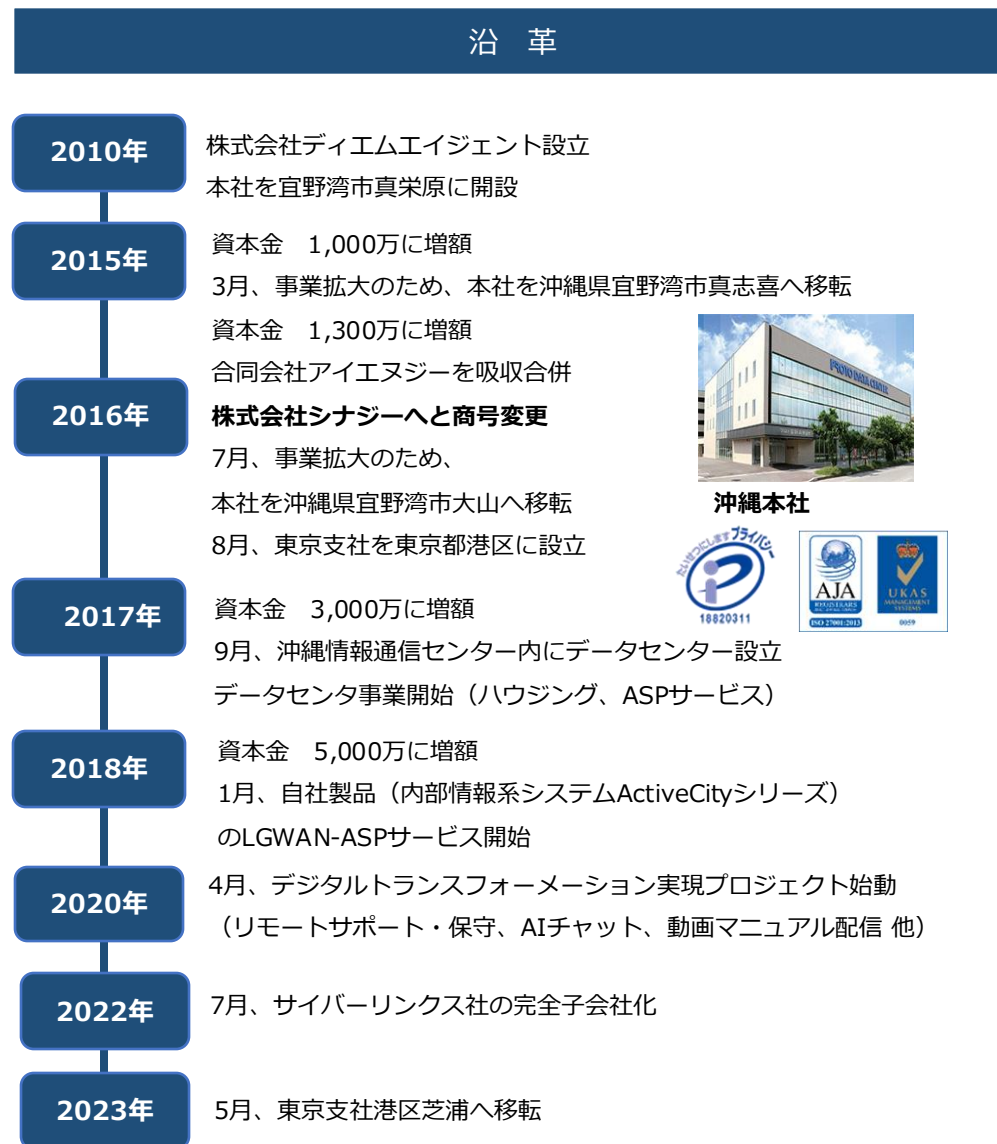 沿 革
2010年
株式会社ディエムエイジェント設立
本社を宜野湾市真栄原に開設
2015年
資本金 1,000万に増額
3月、事業拡大のため、本社を沖縄県宜野湾市真志喜へ移転
2016年
資本金 1,300万に増額
合同会社アイエヌジーを吸収合併
株式会社シナジーへと商号変更
7月、事業拡大のため、
本社を沖縄県宜野湾市大山へ移転
8月、東京支社を東京都港区に設立
PROTO DATA CENTER
沖縄本社
たいせつにしますプライバシー
18820311
AJA
ISO 27001:2013
UKAS
MANAGEMENT
SYSTEMS
0059
2017年
資本金 3,000万に増額
9月、沖縄情報通信センター内にデータセンター設立
データセンタ事業開始（ハウジング、ASPサービス）
2018年
資本金 5,000万に増額
1月、自社製品（内部情報系システムActiveCityシリーズ）
のLGWAN-ASPサービス開始
2020年
4月、デジタルトランスフォーメーション実現プロジェクト始動
（リモートサポート・保守、AIチャット、動画マニュアル配信 他）
2022年
7月、サイバーリンクス社の完全子会社化
2023年
5月、東京支社港区芝浦へ移転